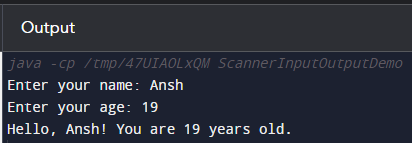 Output
java -cp /tmp/47UIAOLxQM ScannerInputOutputDemo
Enter your name: Ansh
Enter your age: 19
Hello, Ansh! You are 19 years old.